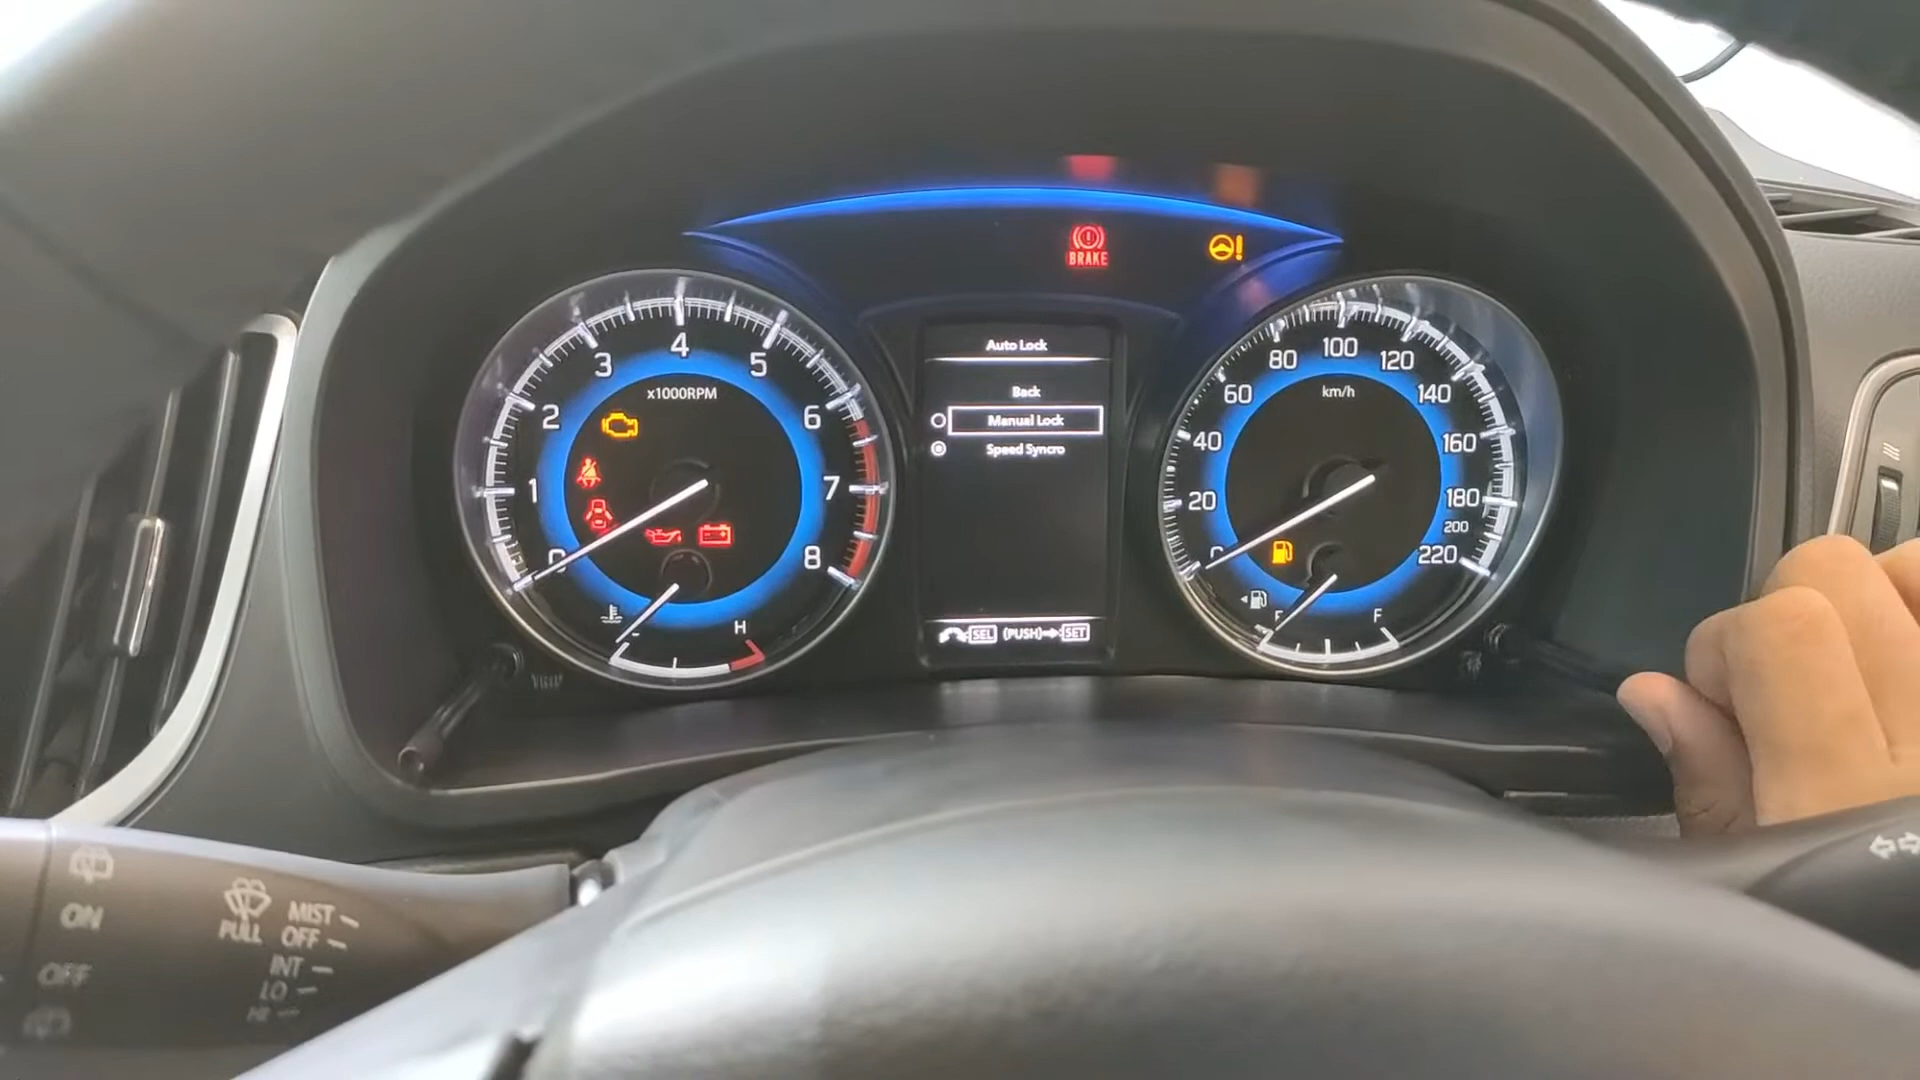 BRAKE
Auto Lock
Back
Manual Lock
Speed Syncro
SEL (PUSH) SET
x1000RPM
0
1
2
3
4
5
6
7
8
H
km/h
0
20
40
60
80
100
120
140
160
180
200
220
F
ON
OFF
PULL
MIST
OFF
INT
LO
HI